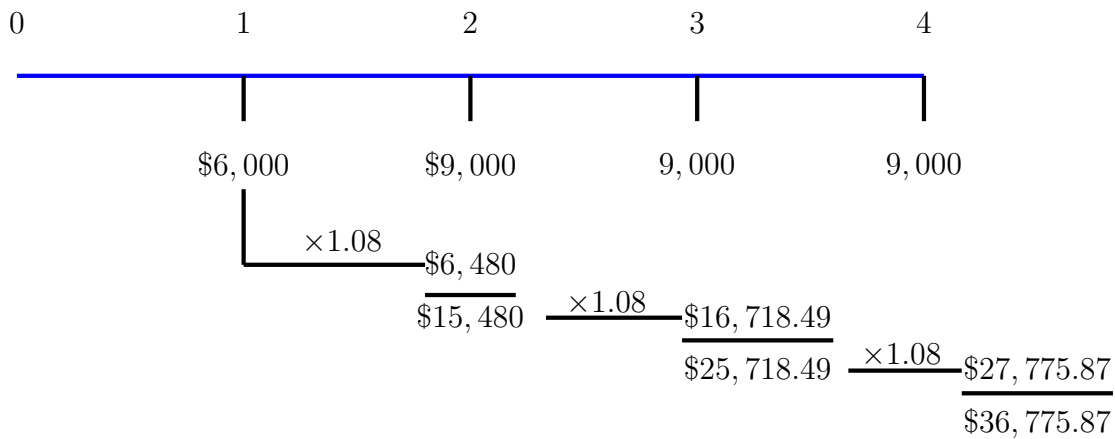 0 1 2 3 4
$6,000 $9,000 9,000 9,000
×1.08
$6,480
$15,480 ×1.08 $16,718.49
$25,718.49 ×1.08 $27,775.87
$36,775.87